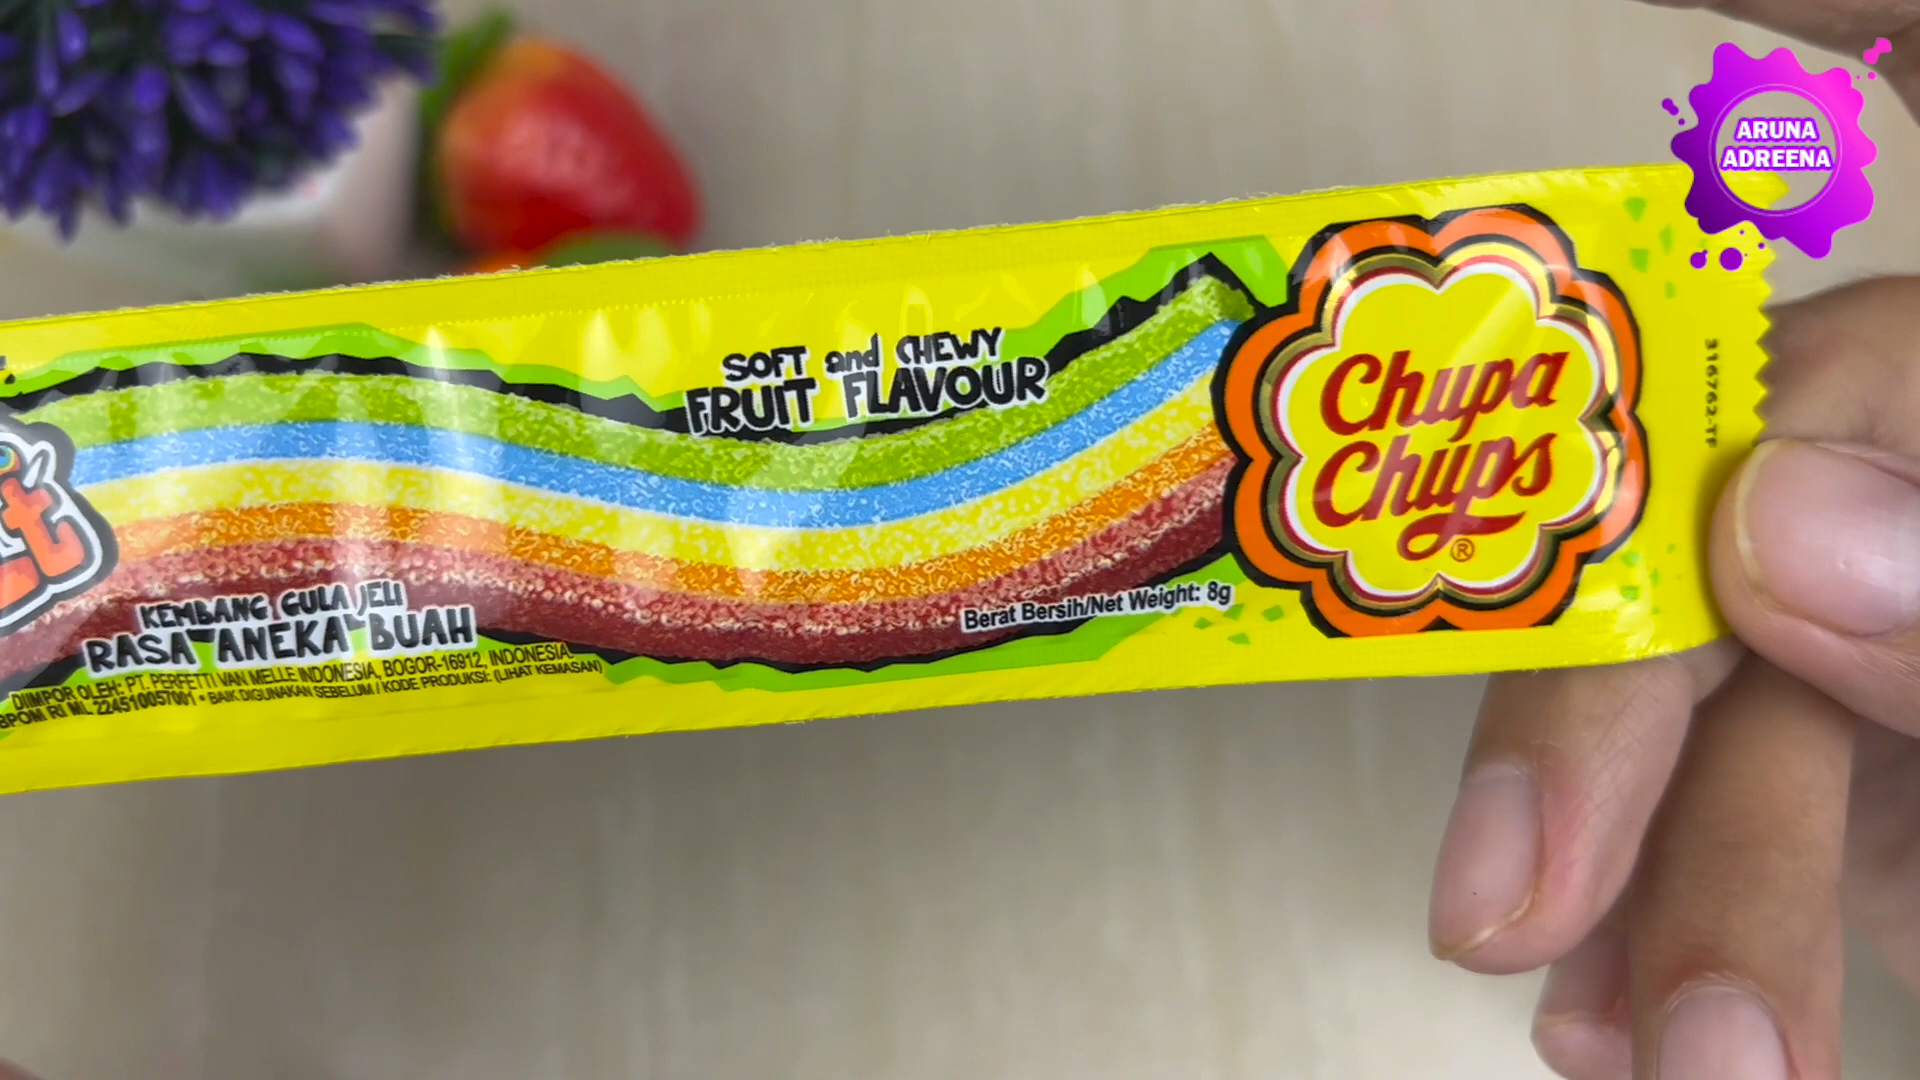 ARUNA
ADREENA
SOFT and CHEWY
FRUIT FLAVOUR
Chupa
Chups
®
316762-TF
KEMBANG GULA JELI
RASA ANEKA BUAH
Berat Bersih/Net Weight: 8g
DIIMPOR OLEH: PT. PERFETTI VAN MELLE INDONESIA, BOGOR-16912, INDONESIA.
BPOM RI ML 224510057001 • BAIK DIGUNAKAN SEBELUM / KODE PRODUKSI: (LIHAT KEMASAN)